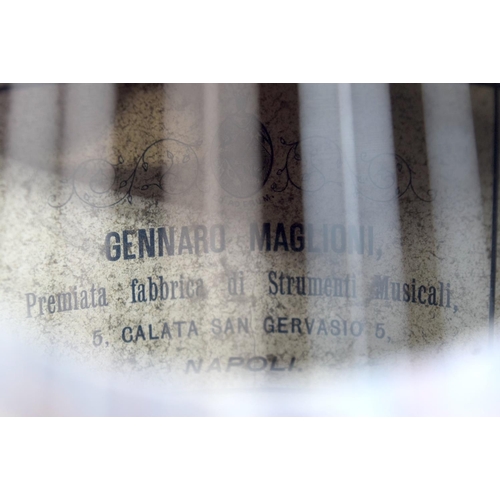 GENNARO MAGLIONI,
Premiata fabbrica di Strumenti Musicali,
5, CALATA SAN GERVASIO 5,
NAPOLI.